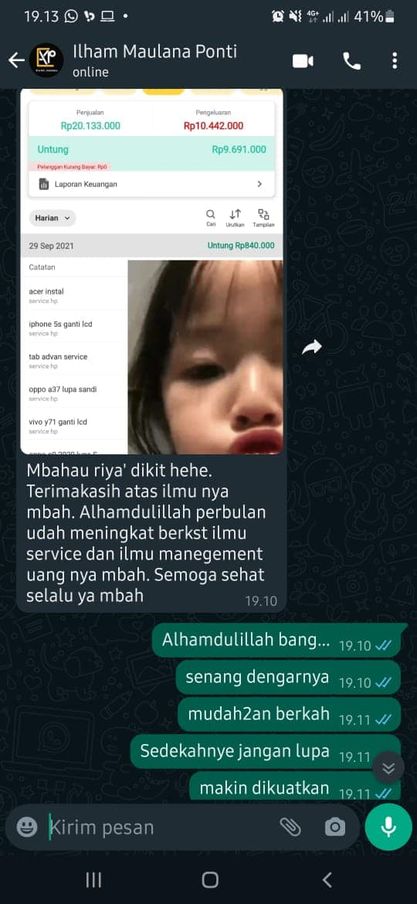 19.13
4G+
41%
Ilham Maulana Ponti
online
Penjualan
Pengeluaran
Rp20.133.000
Rp10.442.000
Untung
Rp9.691.000
Pelanggan Kurang Bayar: Rp0
Laporan Keuangan
Harian
Cari
Urutkan
Tampilan
29 Sep 2021
Untung Rp840.000
Catatan
acer instal
service hp
iphone 5s ganti lcd
service hp
tab advan service
service hp
oppo a37 lupa sandi
service hp
vivo y71 ganti lcd
service hp
Mbahau riya' dikit hehe.
Terimakasih atas ilmu nya
mbah. Alhamdulillah perbulan
udah meningkat berkst ilmu
service dan ilmu manegement
uang nya mbah. Semoga sehat
selalu ya mbah
19.10
Alhamdulillah bang... 19.10
senang dengarnya 19.10
mudah2an berkah 19.11
Sedekahnye jangan lupa 19.11
makin dikuatkan 19.11
Kirim pesan